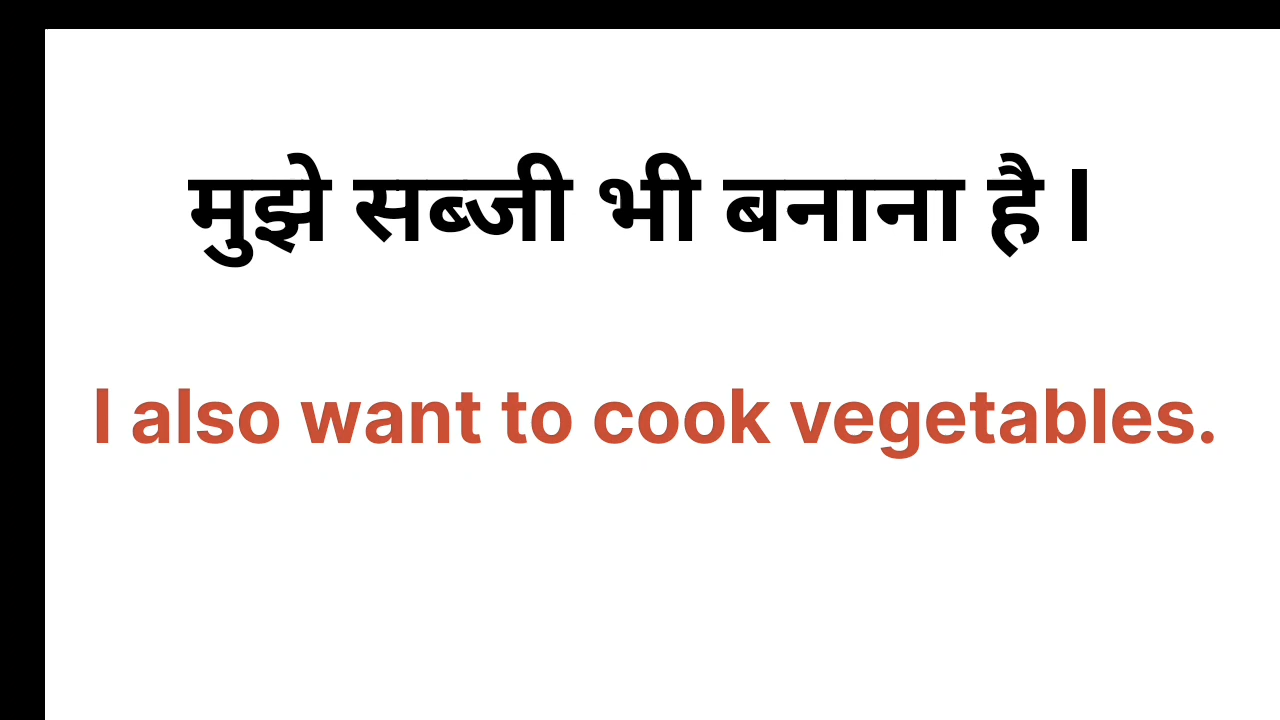 मुझे सब्जी भी बनाना है l
I also want to cook vegetables.